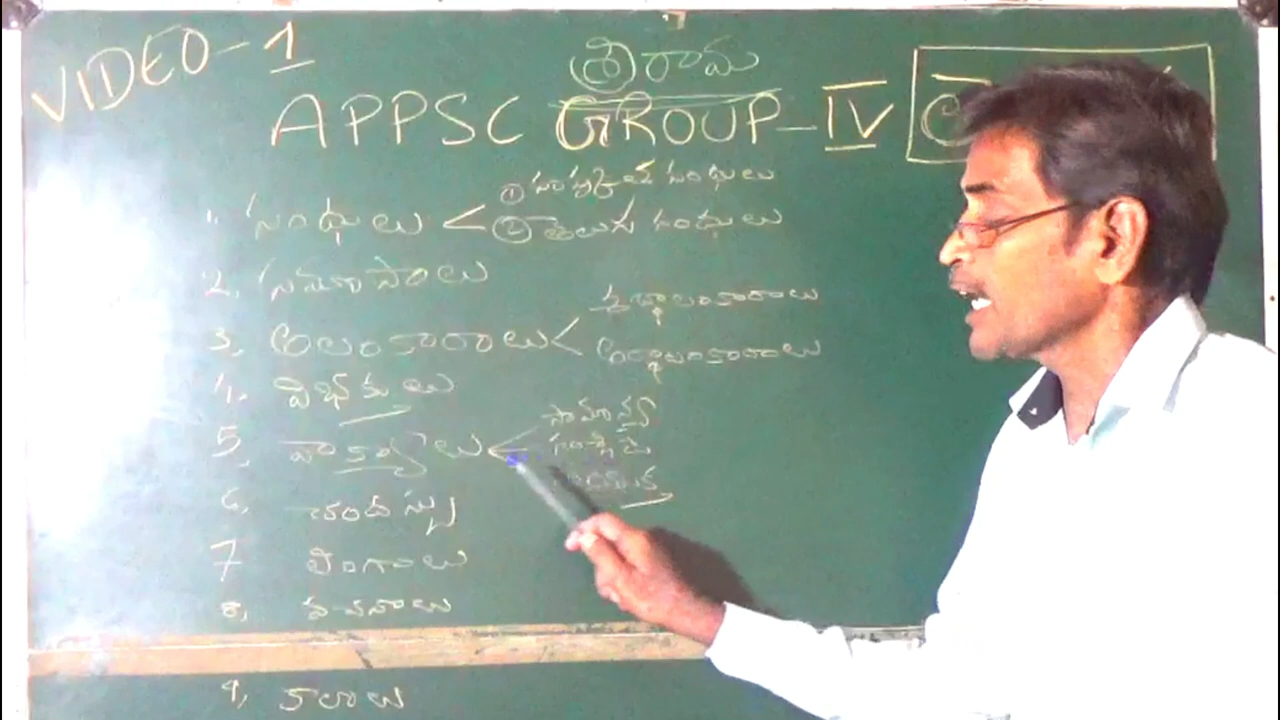 VIDEO-1
శ్రీరామ
APPSC GROUP-IV
1. సంధులు < ① సంస్కృత సంధులు
② తెలుగు సంధులు
2. సమాసాలు
3. అలంకారాలు < శబ్దాలంకారాలు
అర్థాలంకారాలు
4. విభక్తులు
5. వాక్యాలు < సామాన్య
సంశ్లిష్ట
సంయుక్త
6. ఛందస్సు
7 లింగాలు
8. వచనాలు
9, కాలాలు